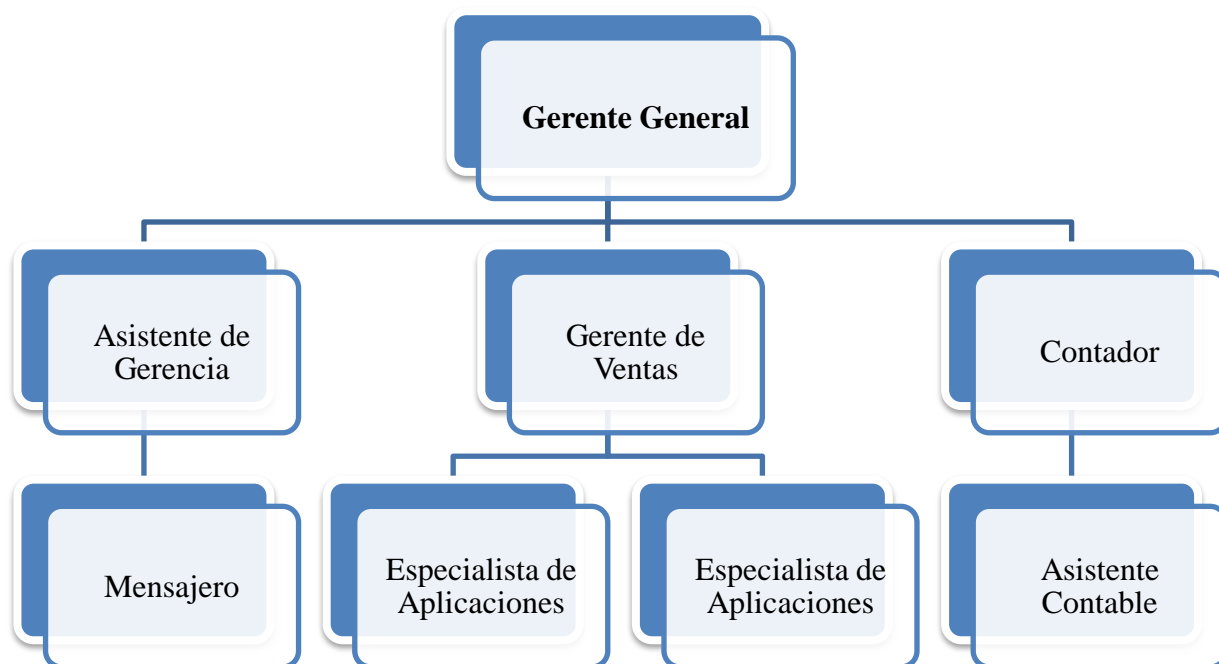 Gerente General
Asistente de
Gerencia
Gerente de
Ventas
Contador
Mensajero
Especialista de
Aplicaciones
Especialista de
Aplicaciones
Asistente
Contable